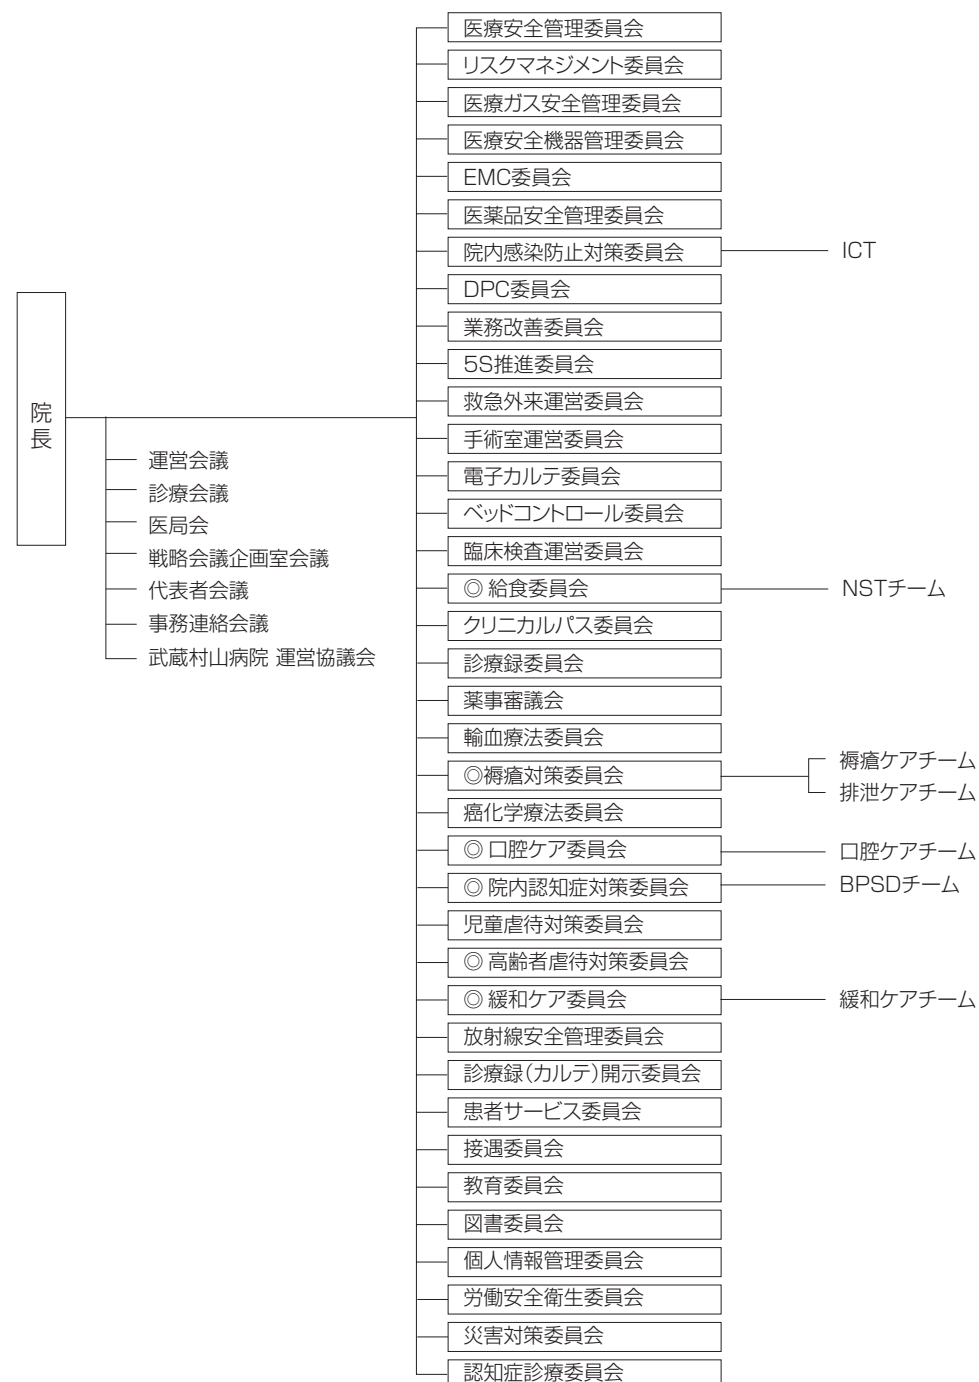 院長
運営会議
診療会議
医局会
戦略会議企画室会議
代表者会議
事務連絡会議
武蔵村山病院 運営協議会
医療安全管理委員会
リスクマネジメント委員会
医療ガス安全管理委員会
医療安全機器管理委員会
EMC委員会
医薬品安全管理委員会
院内感染防止対策委員会
ICT
DPC委員会
業務改善委員会
5S推進委員会
救急外来運営委員会
手術室運営委員会
電子カルテ委員会
ベッドコントロール委員会
臨床検査運営委員会
◎ 給食委員会
NSTチーム
クリニカルパス委員会
診療録委員会
薬事審議会
輸血療法委員会
◎褥瘡対策委員会
褥瘡ケアチーム
排泄ケアチーム
癌化学療法委員会
◎ 口腔ケア委員会
口腔ケアチーム
◎ 院内認知症対策委員会
BPSDチーム
児童虐待対策委員会
◎ 高齢者虐待対策委員会
◎ 緩和ケア委員会
緩和ケアチーム
放射線安全管理委員会
診療録(カルテ)開示委員会
患者サービス委員会
接遇委員会
教育委員会
図書委員会
個人情報管理委員会
労働安全衛生委員会
災害対策委員会
認知症診療委員会